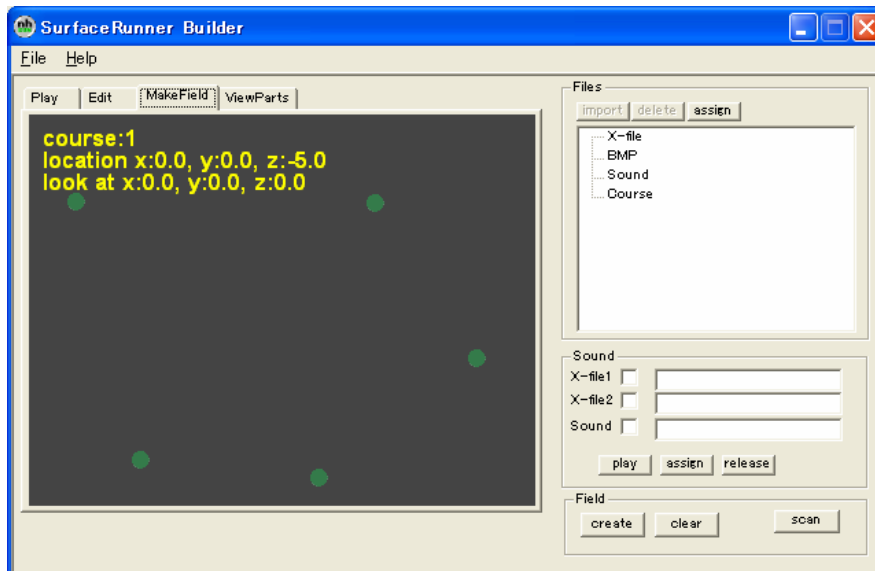 SurfaceRunner Builder
File Help
Play Edit MakeField ViewParts
course:1
location x:0.0, y:0.0, z:-5.0
look at x:0.0, y:0.0, z:0.0
Files
import delete assign
X-file
BMP
Sound
Course
Sound
X-file1
X-file2
Sound
play assign release
Field
create clear scan